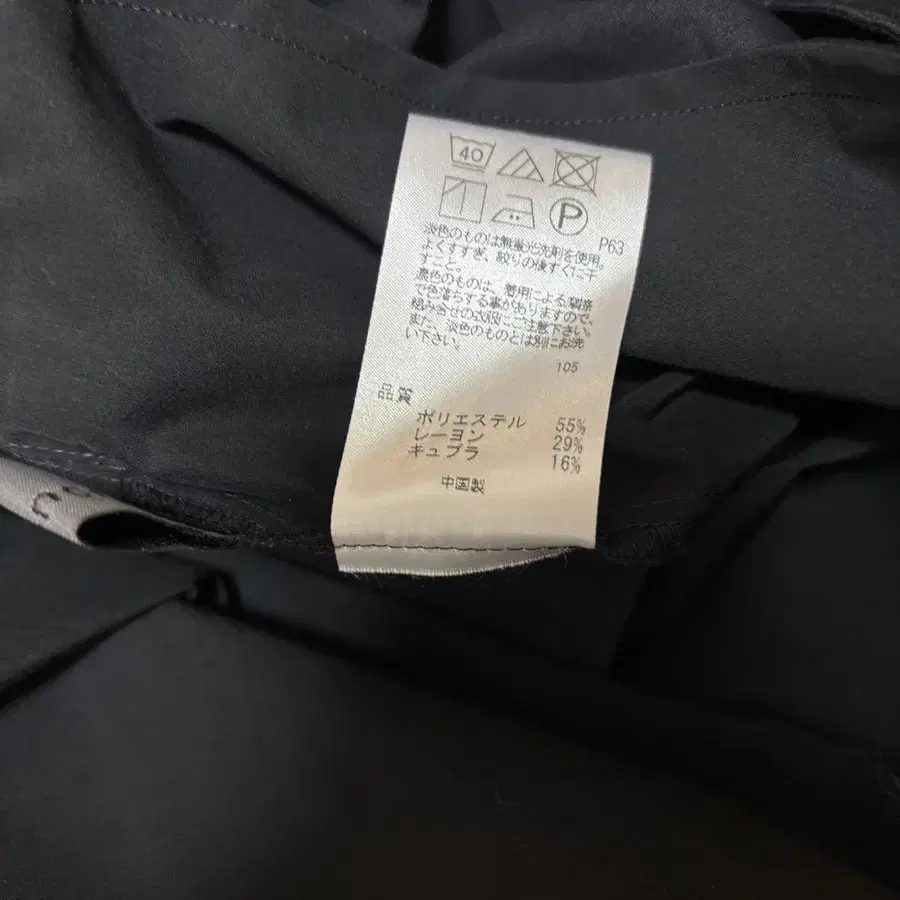 40
P
P63
淡色のものは無蛍光洗剤を使用。
よくすすぎ、絞りの後すぐに干
すこと。
濃色のものは、着用による摩擦
で色落ちする事がありますので、
組み合せの衣服にご注意下さい。
また、淡色のものとは別にお洗
い下さい。
105
品質
ポリエステル 55%
レーヨン 29%
キュプラ 16%
中国製